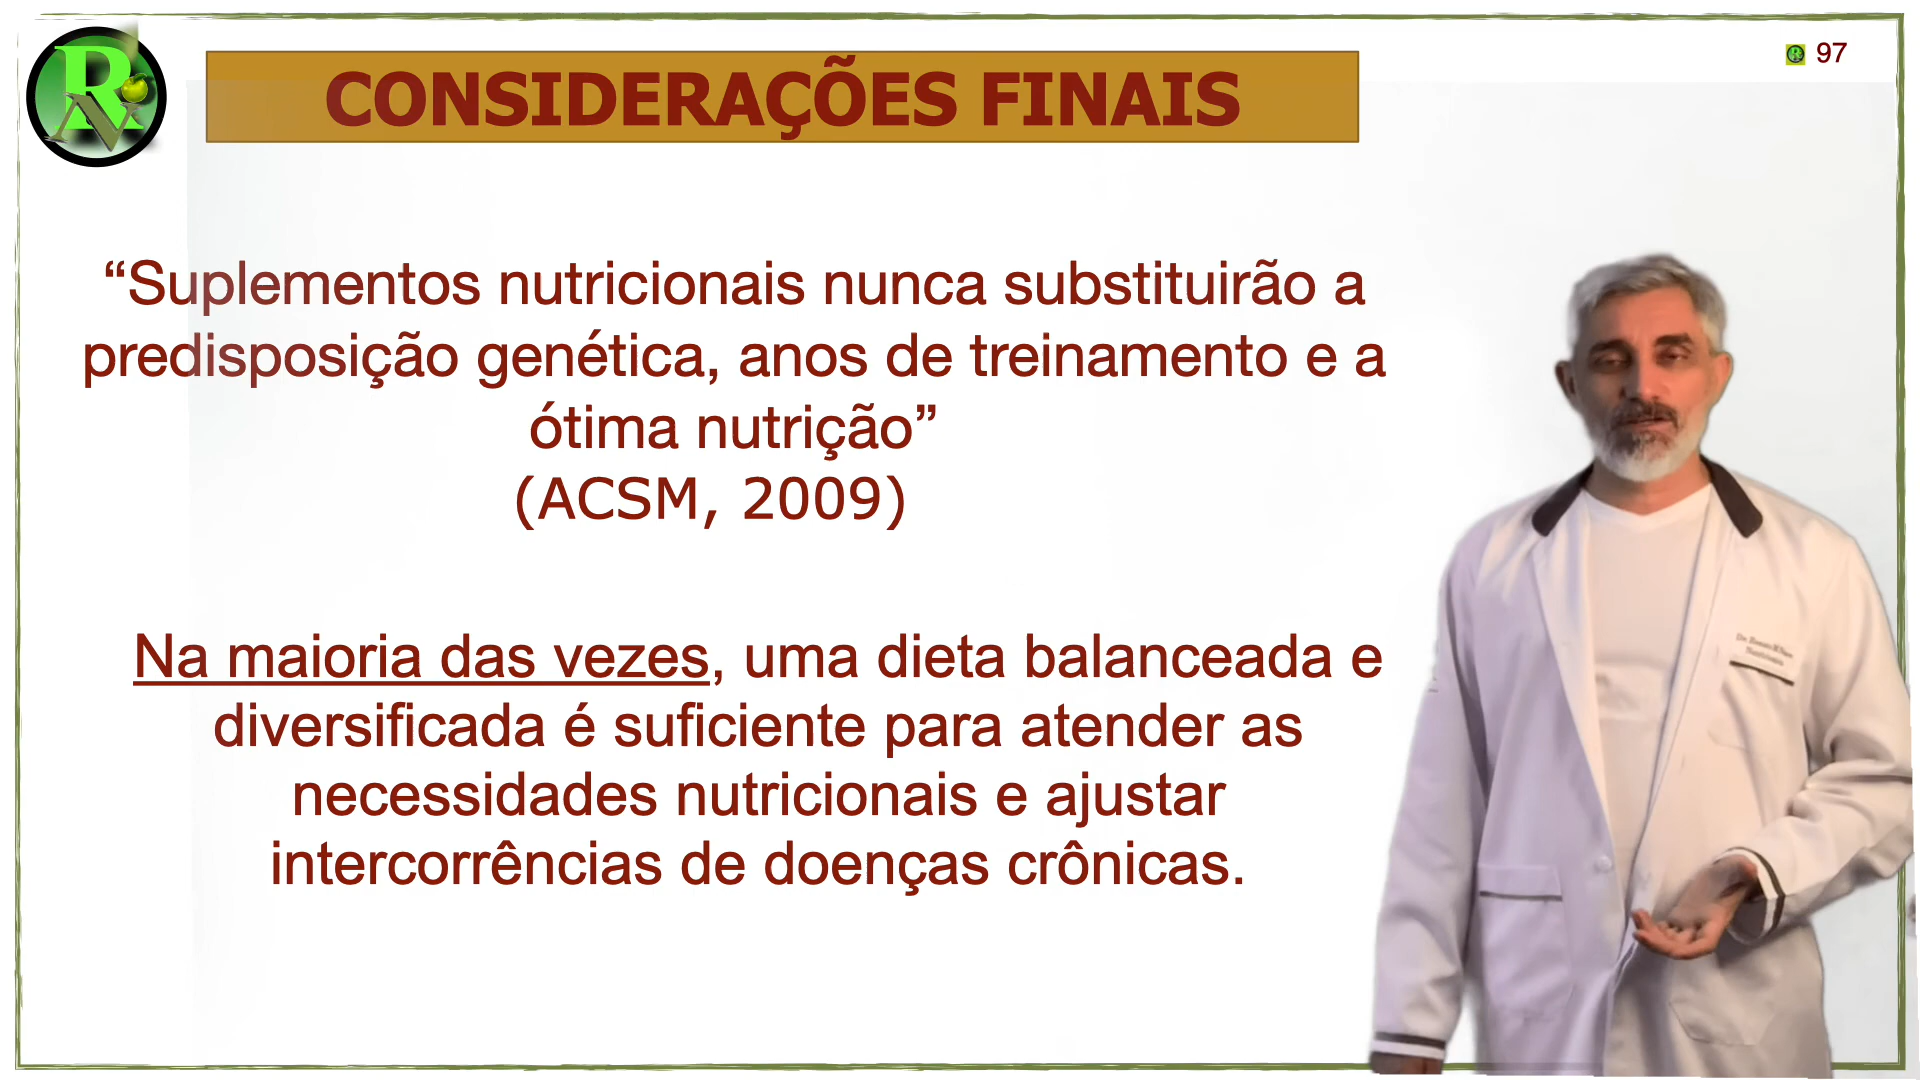 RN
CONSIDERAÇÕES FINAIS
97
“Suplementos nutricionais nunca substituirão a
predisposição genética, anos de treinamento e a
ótima nutrição”
(ACSM, 2009)
Na maioria das vezes, uma dieta balanceada e
diversificada é suficiente para atender as
necessidades nutricionais e ajustar
intercorrências de doenças crônicas.